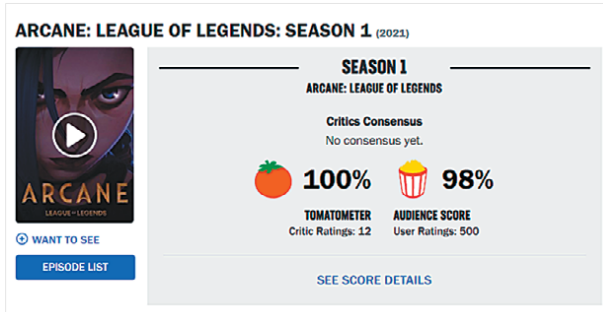 ARCANE: LEAGUE OF LEGENDS: SEASON 1 (2021)
ARCANE
LEAGUE OF LEGENDS
WANT TO SEE
EPISODE LIST
SEASON 1
ARCANE: LEAGUE OF LEGENDS
Critics Consensus
No consensus yet.
100% 98%
TOMATOMETER AUDIENCE SCORE
Critic Ratings: 12 User Ratings: 500
SEE SCORE DETAILS